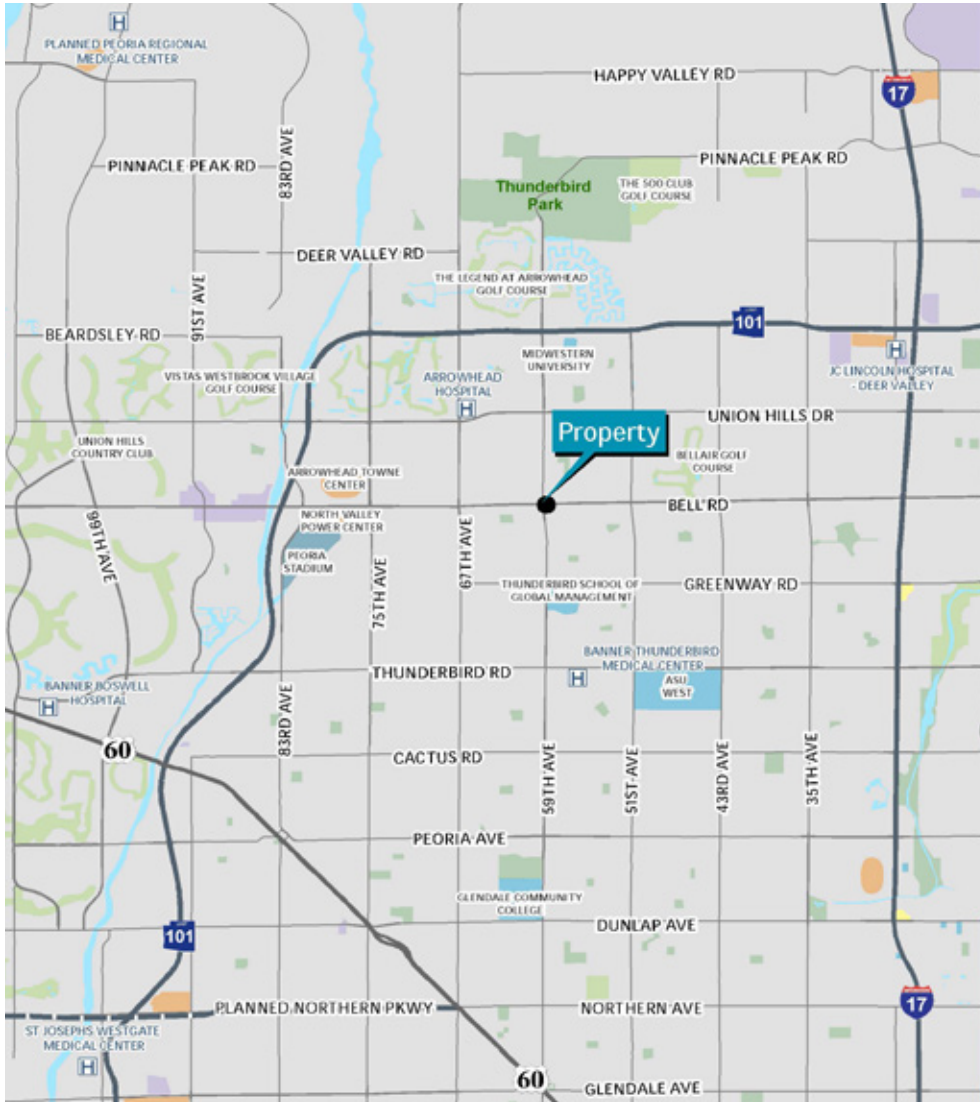 PLANNED PEORIA REGIONAL
MEDICAL CENTER
HAPPY VALLEY RD
17
PINNACLE PEAK RD
83RD AVE
PINNACLE PEAK RD
Thunderbird
Park
THE 500 CLUB
GOLF COURSE
DEER VALLEY RD
THE LEGEND AT ARROWHEAD
GOLF COURSE
91ST AVE
BEARDSLEY RD
101
MIDWESTERN
UNIVERSITY
JC LINCOLN HOSPITAL
- DEER VALLEY
VISTAS WESTBROOK VILLAGE
GOLF COURSE
ARROWHEAD
HOSPITAL
UNION HILLS DR
Property
UNION HILLS
COUNTRY CLUB
BELLAIR GOLF
COURSE
ARROWHEAD TOWNE
CENTER
BELL RD
NORTH VALLEY
POWER CENTER
99TH AVE
PEORIA
STADIUM
75TH AVE
67TH AVE
THUNDERBIRD SCHOOL OF
GLOBAL MANAGEMENT
GREENWAY RD
BANNER THUNDERBIRD
MEDICAL CENTER
THUNDERBIRD RD
ASU
WEST
BANNER BOSWELL
HOSPITAL
83RD AVE
60
CACTUS RD
59TH AVE
51ST AVE
43RD AVE
35TH AVE
PEORIA AVE
GLENDALE COMMUNITY
COLLEGE
DUNLAP AVE
101
PLANNED NORTHERN PKWY
NORTHERN AVE
17
ST JOSEPHS WESTGATE
MEDICAL CENTER
60
GLENDALE AVE
H
H
H
H
H
H